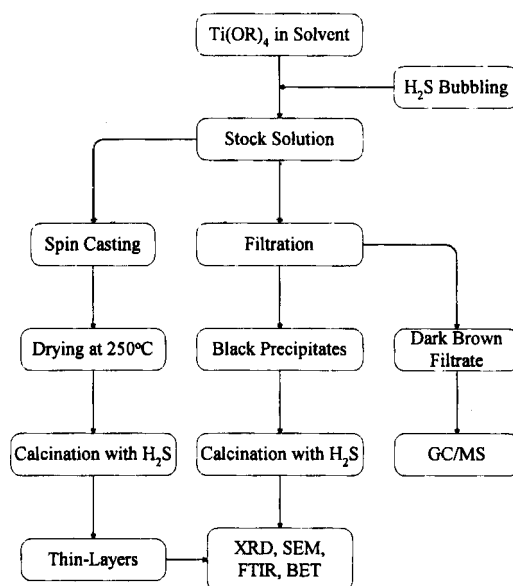 Ti(OR)4 in Solvent
H2S Bubbling
Stock Solution
Spin Casting
Filtration
Drying at 250°C
Black Precipitates
Dark Brown
Filtrate
Calcination with H2S
Calcination with H2S
GC/MS
Thin-Layers
XRD, SEM,
FTIR, BET